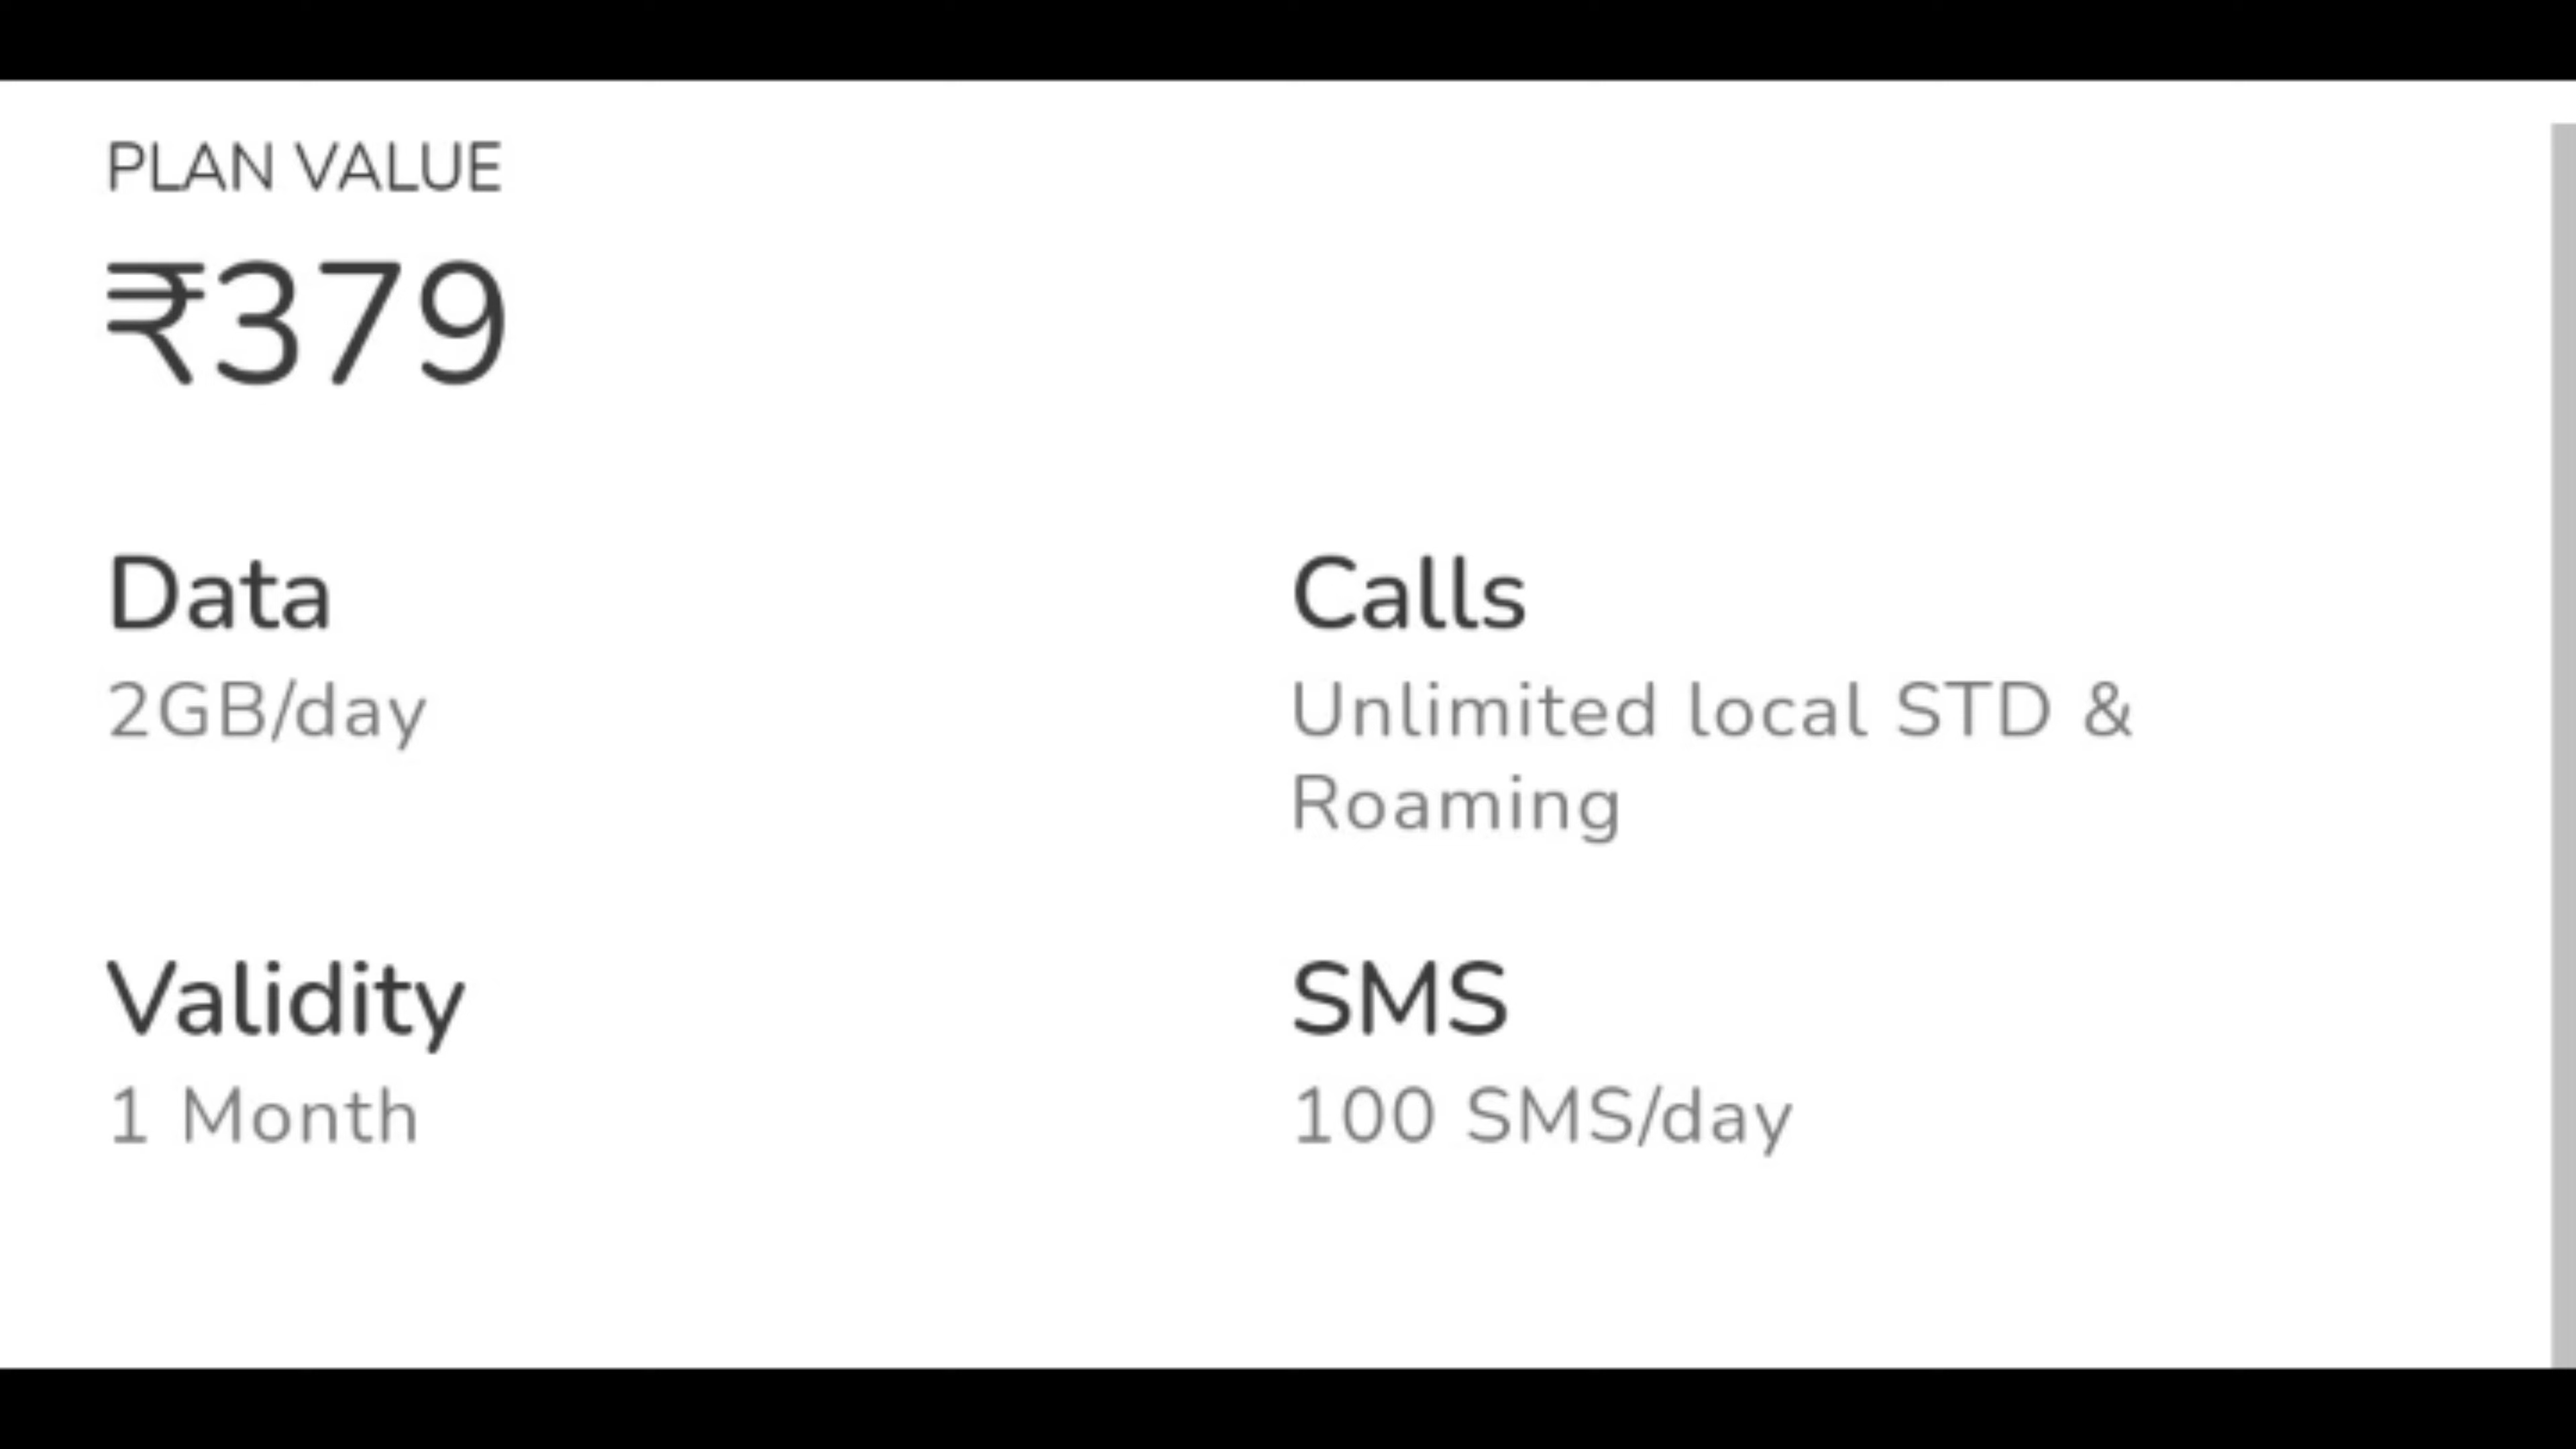 PLAN VALUE
₹379
Data
2GB/day
Calls
Unlimited local STD &
Roaming
Validity
1 Month
SMS
100 SMS/day